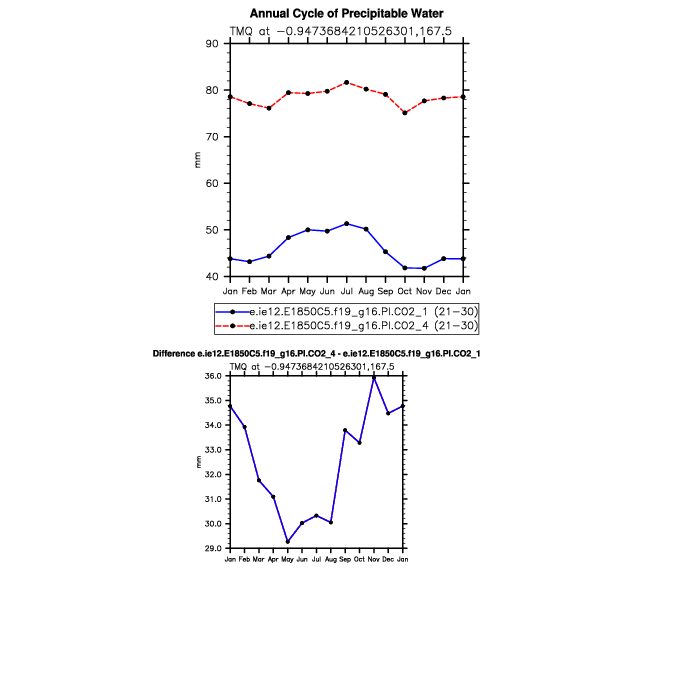 Annual Cycle of Precipitable Water
TMQ at −0.9473684210526301,167.5
90
80
70
60
50
40
mm
Jan Feb Mar Apr May Jun Jul Aug Sep Oct Nov Dec Jan
e.ie12.E1850C5.f19_g16.PI.CO2_1 (21−30)
e.ie12.E1850C5.f19_g16.PI.CO2_4 (21−30)
Difference e.ie12.E1850C5.f19_g16.PI.CO2_4 - e.ie12.E1850C5.f19_g16.PI.CO2_1
TMQ at −0.9473684210526301,167.5
36.0
35.0
34.0
33.0
32.0
31.0
30.0
29.0
mm
Jan Feb Mar Apr May Jun Jul Aug Sep Oct Nov Dec Jan